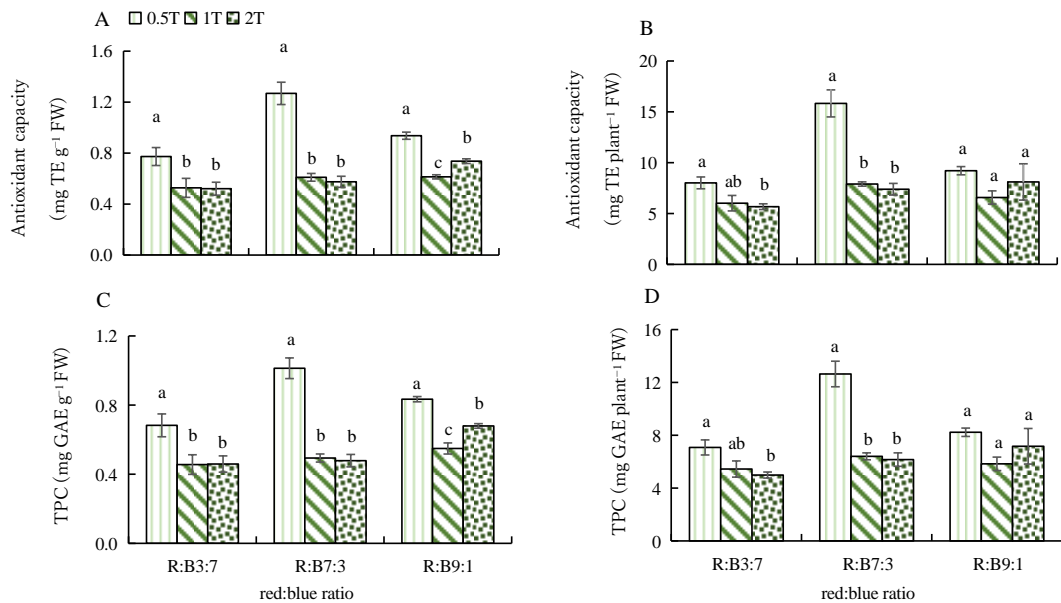 A
0.5T 1T 2T
Antioxidant capacity
(mg TE g⁻¹ FW)
1.6
1.2
0.8
0.4
0.0
a
b
b
a
b
b
a
c
b
B
Antioxidant capacity
(mg TE plant⁻¹ FW)
20
15
10
5
0
a
ab
b
a
b
b
a
a
a
C
TPC (mg GAE g⁻¹ FW)
1.2
0.8
0.4
0.0
a
b
b
a
b
b
a
c
b
R:B3:7 R:B7:3 R:B9:1
red:blue ratio
D
TPC (mg GAE plant⁻¹ FW)
16
12
8
4
0
a
ab
b
a
b
b
a
a
a
R:B3:7 R:B7:3 R:B9:1
red:blue ratio